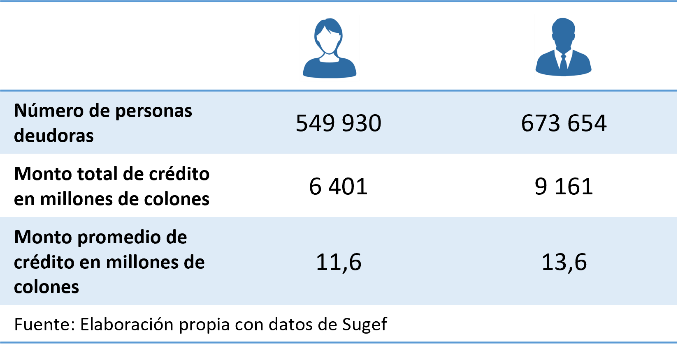 Número de personas
deudoras
549 930
673 654
Monto total de crédito
en millones de colones
6 401
9 161
Monto promedio de
crédito en millones de
colones
11,6
13,6
Fuente: Elaboración propia con datos de Sugef